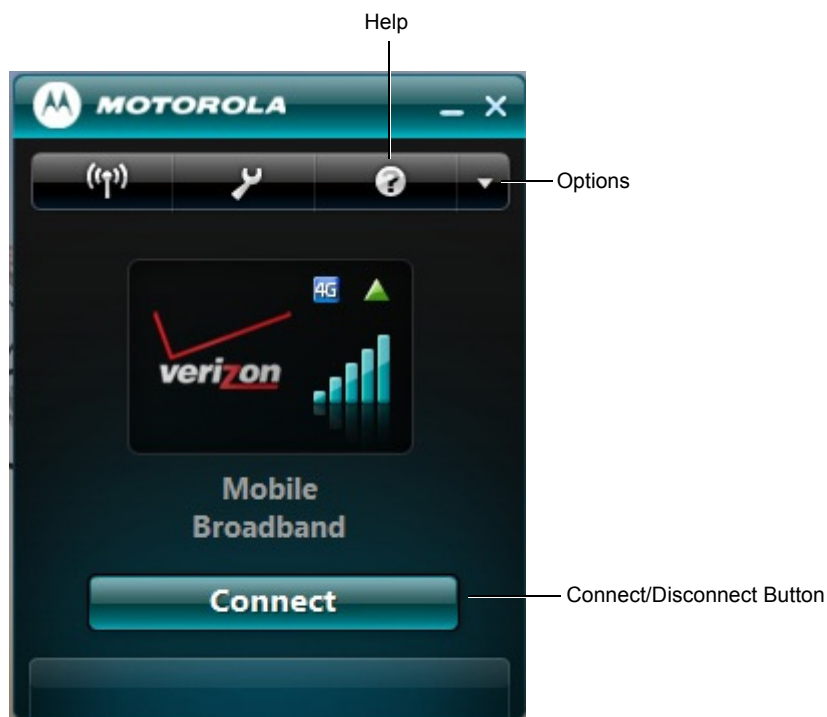 Help
MOTOROLA
Options
4G
verizon
Mobile
Broadband
Connect
Connect/Disconnect Button